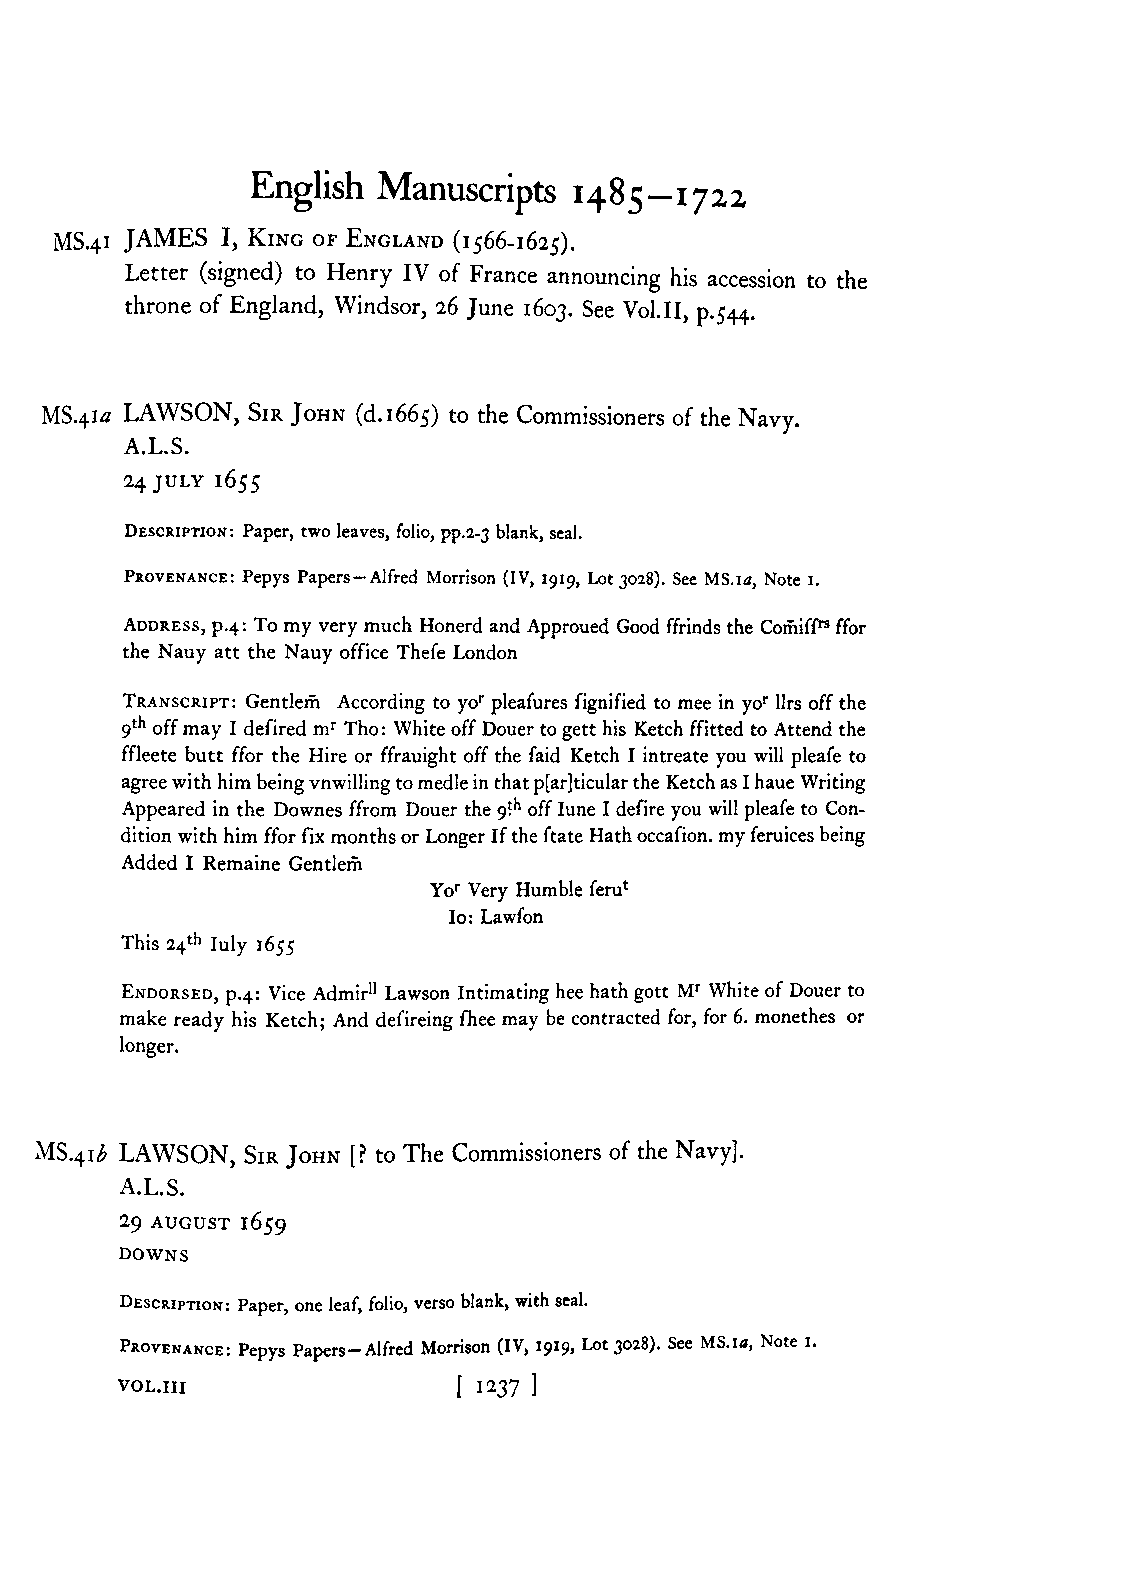 English Manuscripts 1485–1722
MS.41 JAMES I, KING OF ENGLAND (1566-1625).
Letter (signed) to Henry IV of France announcing his accession to the
throne of England, Windsor, 26 June 1603. See Vol.II, p.544.
MS.41a LAWSON, SIR JOHN (d.1665) to the Commissioners of the Navy.
A.L.S.
24 JULY 1655
DESCRIPTION: Paper, two leaves, folio, pp.2-3 blank, seal.
PROVENANCE: Pepys Papers—Alfred Morrison (IV, 1919, Lot 3028). See MS.1a, Note 1.
ADDRESS, p.4: To my very much Honerd and Approued Good ffrinds the Com̄iſſʳˢ ffor
the Nauy att the Nauy office Theſe London
TRANSCRIPT: Gentlem̄ According to yoʳ pleaſures ſignified to mee in yoʳ llrs off the
9ᵗʰ off may I deſired mʳ Tho: White off Douer to gett his Ketch ffitted to Attend the
ffleete butt ffor the Hire or ffrauight off the ſaid Ketch I intreate you will pleaſe to
agree with him being vnwilling to medle in that p[ar]ticular the Ketch as I haue Writing
Appeared in the Downes ffrom Douer the 9ᵗʰ off Iune I deſire you will pleaſe to Con-
dition with him ffor ſix months or Longer If the ſtate Hath occaſion. my ſeruices being
Added I Remaine Gentlem̄
Yoʳ Very Humble ſeruᵗ
Io: Lawſon
This 24ᵗʰ Iuly 1655
ENDORSED, p.4: Vice Admirˡˡ Lawson Intimating hee hath gott Mʳ White of Douer to
make ready his Ketch; And deſireing ſhee may be contracted for, for 6. monethes or
longer.
MS.41b LAWSON, SIR JOHN [? to The Commissioners of the Navy].
A.L.S.
29 AUGUST 1659
DOWNS
DESCRIPTION: Paper, one leaf, folio, verso blank, with seal.
PROVENANCE: Pepys Papers—Alfred Morrison (IV, 1919, Lot 3028). See MS.1a, Note 1.
VOL.III [ 1237 ]